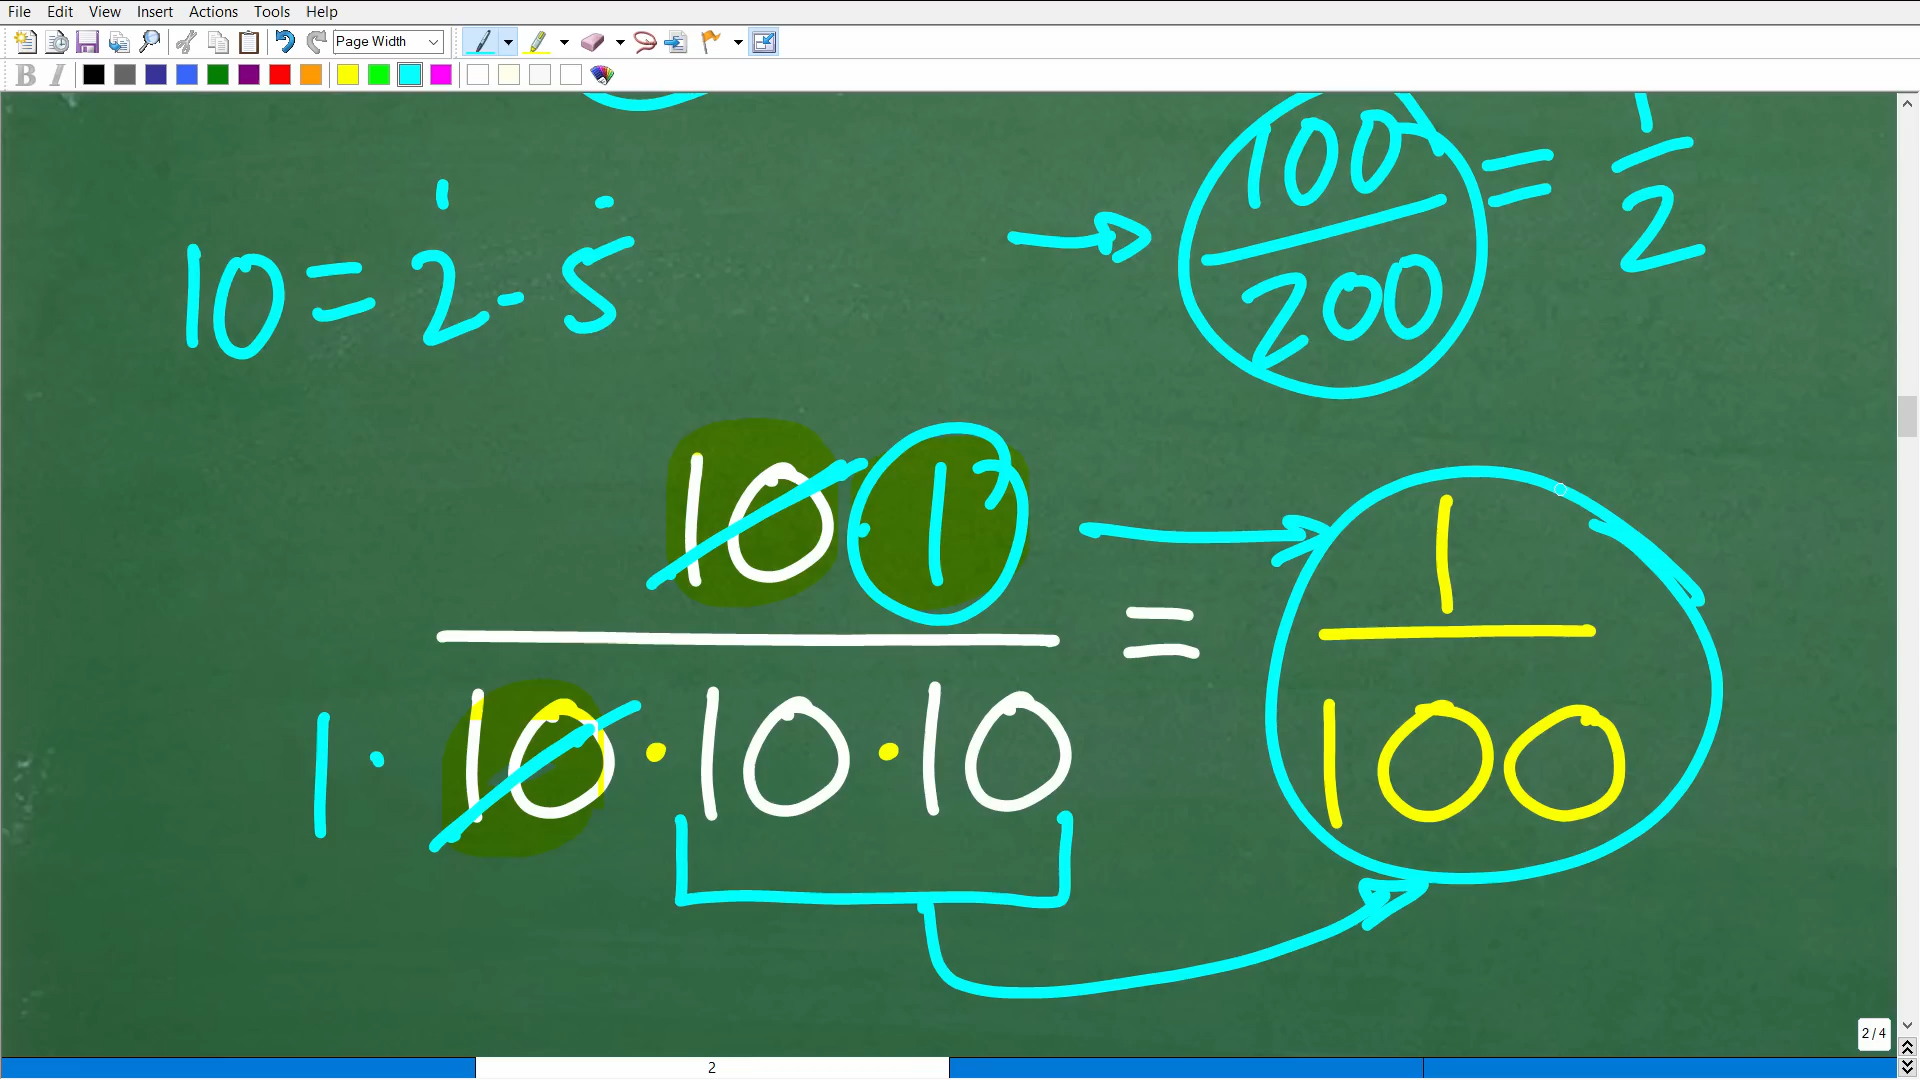 File Edit View Insert Actions Tools Help
Page Width
B I
100/200 = 1/2
10 = 2 · 5
10 1
1 · 10 · 10 · 10
=
1/100
2 / 4
2